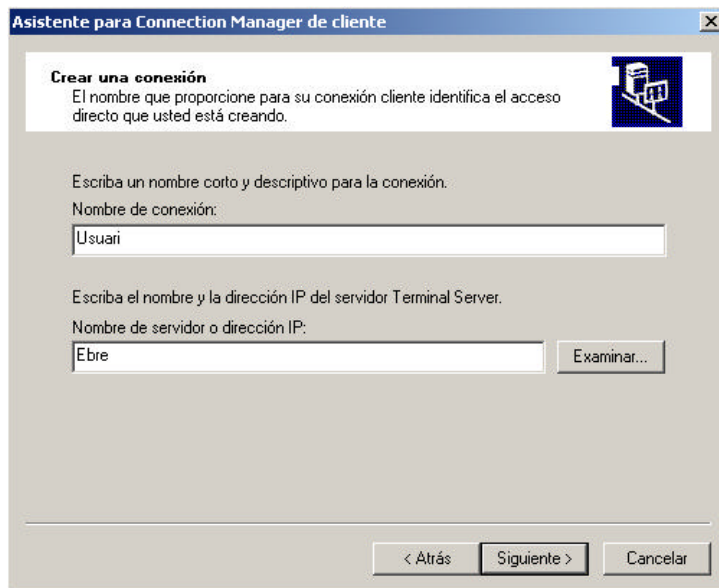 Asistente para Connection Manager de cliente
Crear una conexión
El nombre que proporcione para su conexión cliente identifica el acceso
directo que usted está creando.
Escriba un nombre corto y descriptivo para la conexión.
Nombre de conexión:
Usuari
Escriba el nombre y la dirección IP del servidor Terminal Server.
Nombre de servidor o dirección IP:
Ebre
Examinar...
< Atrás
Siguiente >
Cancelar